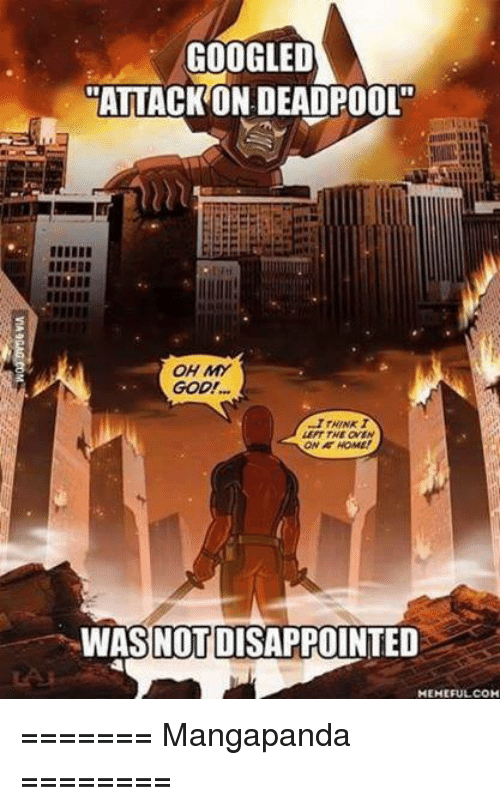 GOOGLED
"ATTACK ON DEADPOOL"
VIA 9GAG.COM
OH MY
GOD!...
...I THINK I
LEFT THE OVEN
ON AT HOME!
WAS NOT DISAPPOINTED
MEMEFUL.COM
======= Mangapanda
========